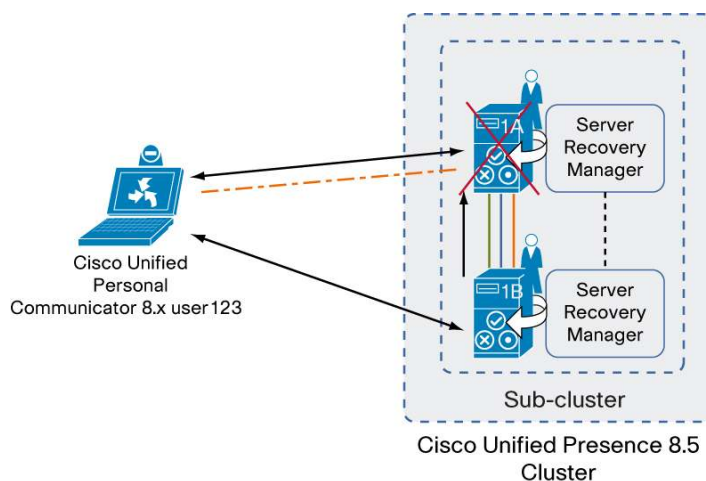 1A
Server
Recovery
Manager
Cisco Unified
Personal
Communicator 8.x user123
1B
Server
Recovery
Manager
Sub-cluster
Cisco Unified Presence 8.5
Cluster